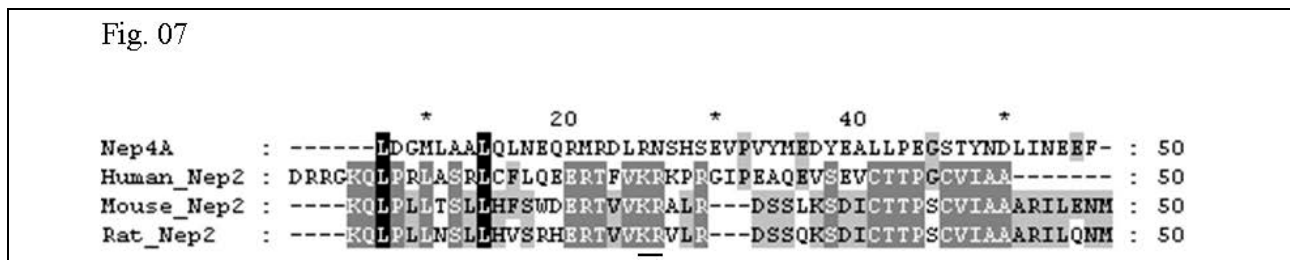 Fig. 07
* 20 * 40 *
Nep4A : ------LDGMLAALQLNEQRMRDLRNSHSEVPVYMEDYEALLPEGSTYNDLINEEF- : 50
Human_Nep2 : DRRGKQLPRLASRLCFLQEERTFVKRKPRGIPEAQEVSEVCTTPGCVIAA------- : 50
Mouse_Nep2 : ----KQLPLLTSLLHFSWDERTVVKRALR---DSSLKSDICTTPSCVIAAARILENM : 50
Rat_Nep2 : ----KQLPLLNSLLHVSRHERTVVKRVLR---DSSQKSDICTTPSCVIAAARILQNM : 50